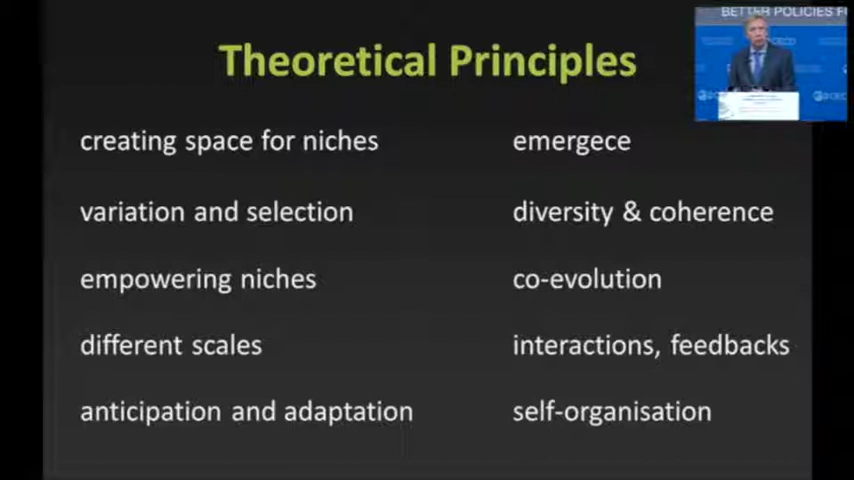 BETTER POLICIES F
Theoretical Principles
OECD
creating space for niches
emergece
variation and selection
diversity & coherence
empowering niches
co-evolution
different scales
interactions, feedbacks
anticipation and adaptation
self-organisation